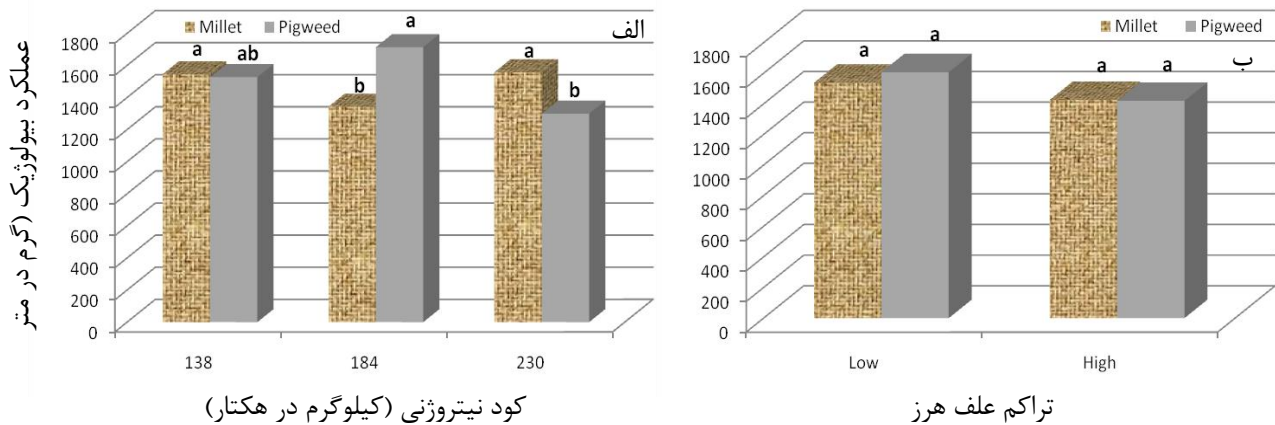 عملکرد بیولوژیک (گرم در متر
الف
Millet Pigweed
1800
1600
1400
1200
1000
800
600
400
200
0
a ab
b a
a b
138 184 230
کود نیتروژنی (کیلوگرم در هکتار)
ب
Millet Pigweed
1800
1600
1400
1200
1000
800
600
400
200
0
a a
a a
Low High
تراکم علف هرز